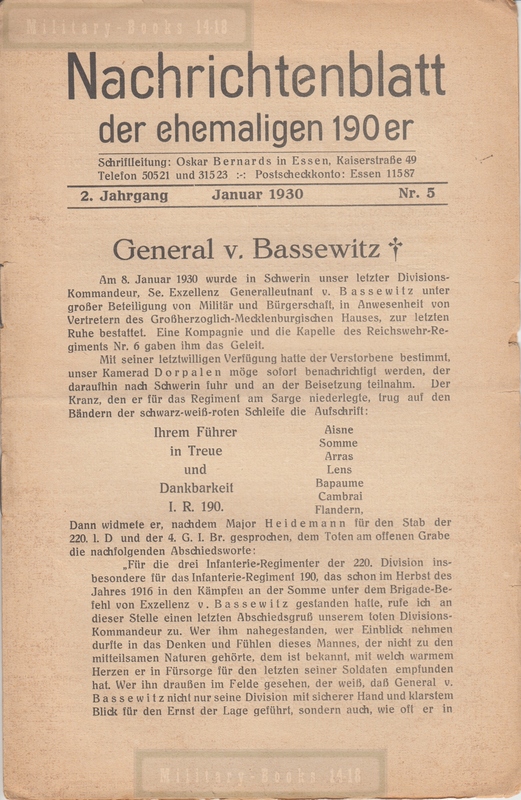 Military-Books 14-18
Nachrichtenblatt
der ehemaligen 190er
Schriftleitung: Oskar Bernards in Essen, Kaiserstraße 49
Telefon 50521 und 31523 :-: Postscheckkonto: Essen 11587
2. Jahrgang Januar 1930 Nr. 5
General v. Bassewitz †
Am 8. Januar 1930 wurde in Schwerin unser letzter Divisions-
Kommandeur, Se. Exzellenz Generalleutnant v. Bassewitz unter
großer Beteiligung von Militär und Bürgerschaft, in Anwesenheit von
Vertretern des Großherzoglich-Mecklenburgischen Hauses, zur letzten
Ruhe bestattet. Eine Kompagnie und die Kapelle des Reichswehr-Re-
giments Nr. 6 gaben ihm das Geleit.
Mit seiner letztwilligen Verfügung hatte der Verstorbene bestimmt,
unser Kamerad Dorpalen möge sofort benachrichtigt werden, der
daraufhin nach Schwerin fuhr und an der Beisetzung teilnahm. Der
Kranz, den er für das Regiment am Sarge niederlegte, trug auf den
Bändern der schwarz-weiß-roten Schleife die Aufschrift:
Ihrem Führer
in Treue
und
Dankbarkeit
I. R. 190.
Aisne
Somme
Arras
Lens
Bapaume
Cambrai
Flandern,
Dann widmete er, nachdem Major Heidemann für den Stab der
220. I. D und der 4. G. I. Br. gesprochen, dem Toten am offenen Grabe
die nachfolgenden Abschiedsworte:
„Für die drei Infanterie-Regimenter der 220. Division ins-
besondere für das Infanterie-Regiment 190, das schon im Herbst des
Jahres 1916 in den Kämpfen an der Somme unter dem Brigade-Be-
fehl von Exzellenz v. Bassewitz gestanden hatte, rufe ich an
dieser Stelle einen letzten Abschiedsgruß unserem toten Divisions-
Kommandeur zu. Wer ihm nahegestanden, wer Einblick nehmen
durfte in das Denken und Fühlen dieses Mannes, der nicht zu den
mitteilsamen Naturen gehörte, dem ist bekannt, mit welch warmem
Herzen er in Fürsorge für den letzten seiner Soldaten empfunden
hat. Wer ihn draußen im Felde gesehen, der weiß, daß General v.
Bassewitz nicht nur seine Division mit sicherer Hand und klarstem
Blick für den Ernst der Lage geführt, sondern auch, wie oft er in
Military-Books 14-18